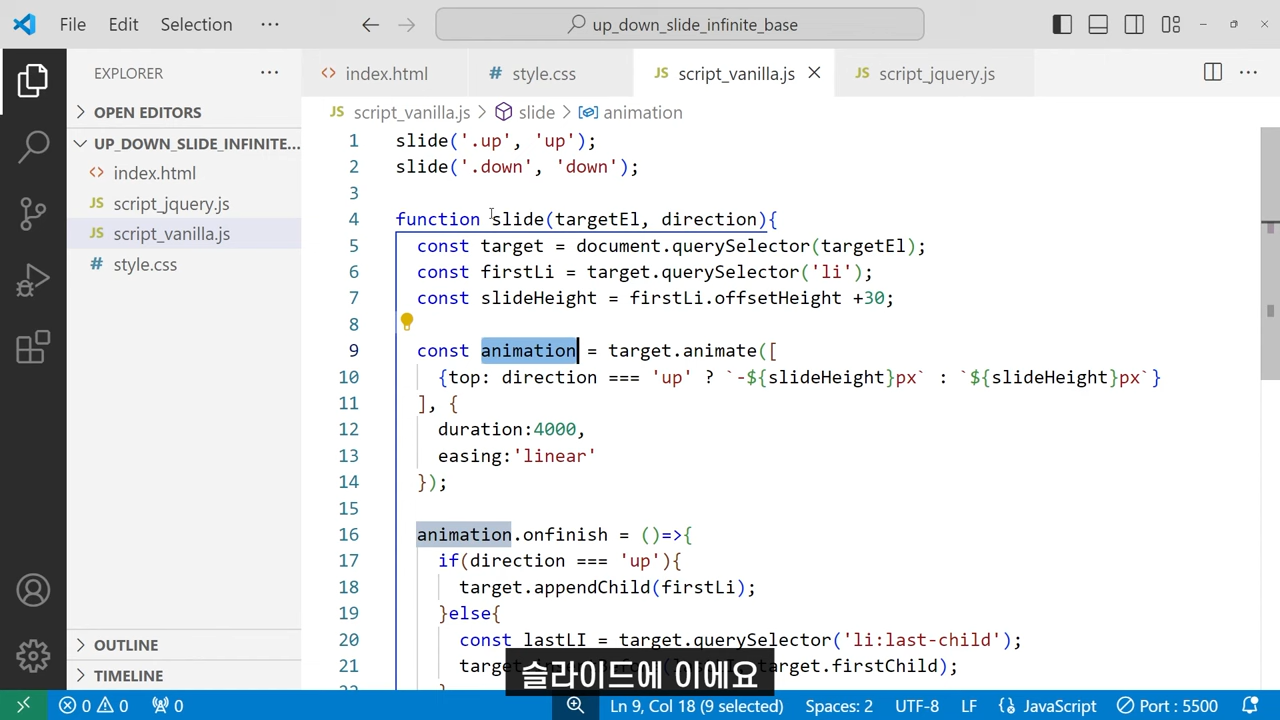 File Edit Selection ··· up_down_slide_infinite_base
EXPLORER ···
index.html
style.css
script_vanilla.js
script_jquery.js
OPEN EDITORS
UP_DOWN_SLIDE_INFINITE...
index.html
script_jquery.js
script_vanilla.js
style.css
OUTLINE
TIMELINE
script_vanilla.js > slide > animation
1 slide('.up', 'up');
2 slide('.down', 'down');
3
4 function slide(targetEl, direction){
5 const target = document.querySelector(targetEl);
6 const firstLi = target.querySelector('li');
7 const slideHeight = firstLi.offsetHeight +30;
8
9 const animation = target.animate([
10 {top: direction === 'up' ? `-${slideHeight}px` : `${slideHeight}px`}
11 ], {
12 duration:4000,
13 easing:'linear'
14 });
15
16 animation.onfinish = ()=>{
17 if(direction === 'up'){
18 target.appendChild(firstLi);
19 }else{
20 const lastLI = target.querySelector('li:last-child');
21 target.firstChild);
슬라이드에 이에요
0 0 0 Ln 9, Col 18 (9 selected) Spaces: 2 UTF-8 LF JavaScript Port : 5500